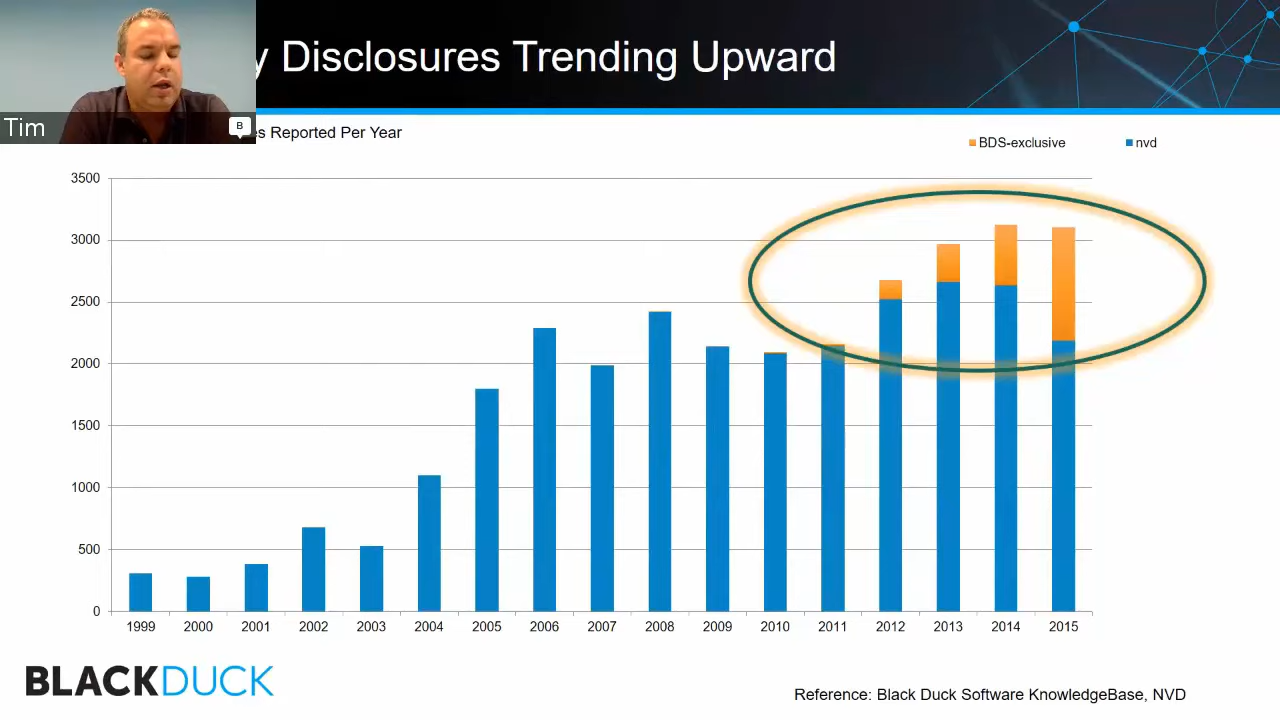 y Disclosures Trending Upward
Tim
B
es Reported Per Year
BDS-exclusive
nvd
3500
3000
2500
2000
1500
1000
500
0
1999 2000 2001 2002 2003 2004 2005 2006 2007 2008 2009 2010 2011 2012 2013 2014 2015
BLACKDUCK
Reference: Black Duck Software KnowledgeBase, NVD